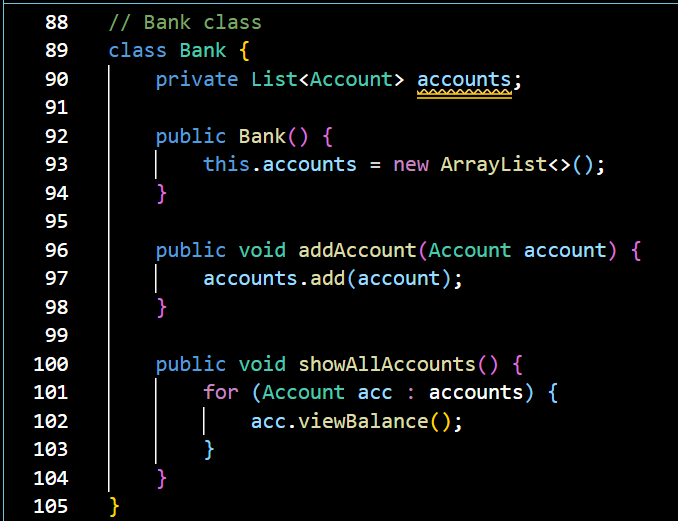 88 // Bank class
89 class Bank {
90     private List<Account> accounts;
91
92     public Bank() {
93         this.accounts = new ArrayList<>();
94     }
95
96     public void addAccount(Account account) {
97         accounts.add(account);
98     }
99
100     public void showAllAccounts() {
101         for (Account acc : accounts) {
102             acc.viewBalance();
103         }
104     }
105 }